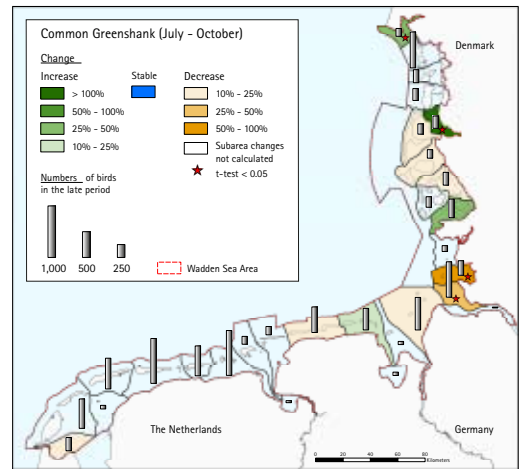 Common Greenshank (July - October)
Denmark
Change
Increase
Stable
Decrease
> 100%
10% - 25%
50% - 100%
25% - 50%
25% - 50%
50% - 100%
10% - 25%
Subarea changes
not calculated
t-test < 0.05
Numbers of birds
in the late period
1,000
500
250
Wadden Sea Area
The Netherlands
Germany
0 20 40 60 80
Kilometers